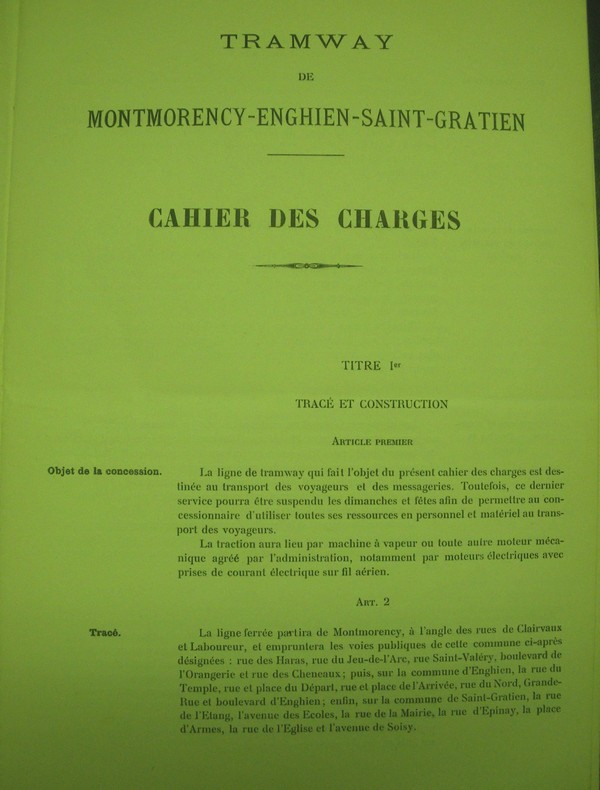 TRAMWAY
DE
MONTMORENCY-ENGHIEN-SAINT-GRATIEN
CAHIER DES CHARGES
TITRE Ier
TRACÉ ET CONSTRUCTION
ARTICLE PREMIER
Objet de la concession.
La ligne de tramway qui fait l'objet du présent cahier des charges est des-
tinée au transport des voyageurs et des messageries. Toutefois, ce dernier
service pourra être suspendu les dimanches et fêtes afin de permettre au con-
cessionnaire d'utiliser toutes ses ressources en personnel et matériel au trans-
port des voyageurs.
La traction aura lieu par machine à vapeur ou toute autre moteur méca-
nique agréé par l'administration, notamment par moteurs électriques avec
prises de courant électrique sur fil aérien.
ART. 2
Tracé.
La ligne ferrée partira de Montmorency, à l'angle des rues de Clairvaux
et Laboureur, et empruntera les voies publiques de cette commune ci-après
désignées : rue des Haras, rue du Jeu-de-l'Arc, rue Saint-Valéry, boulevard de
l'Orangerie et rue des Cheneaux ; puis, sur la commune d'Enghien, la rue du
Temple, rue et place du Départ, rue et place de l'Arrivée, rue du Nord, Grande-
Rue et boulevard d'Enghien ; enfin, sur la commune de Saint-Gratien, la rue
de l'Etang, l'avenue des Ecoles, la rue de la Mairie, la rue d'Epinay, la place
d'Armes, la rue de l'Eglise et l'avenue de Soisy.